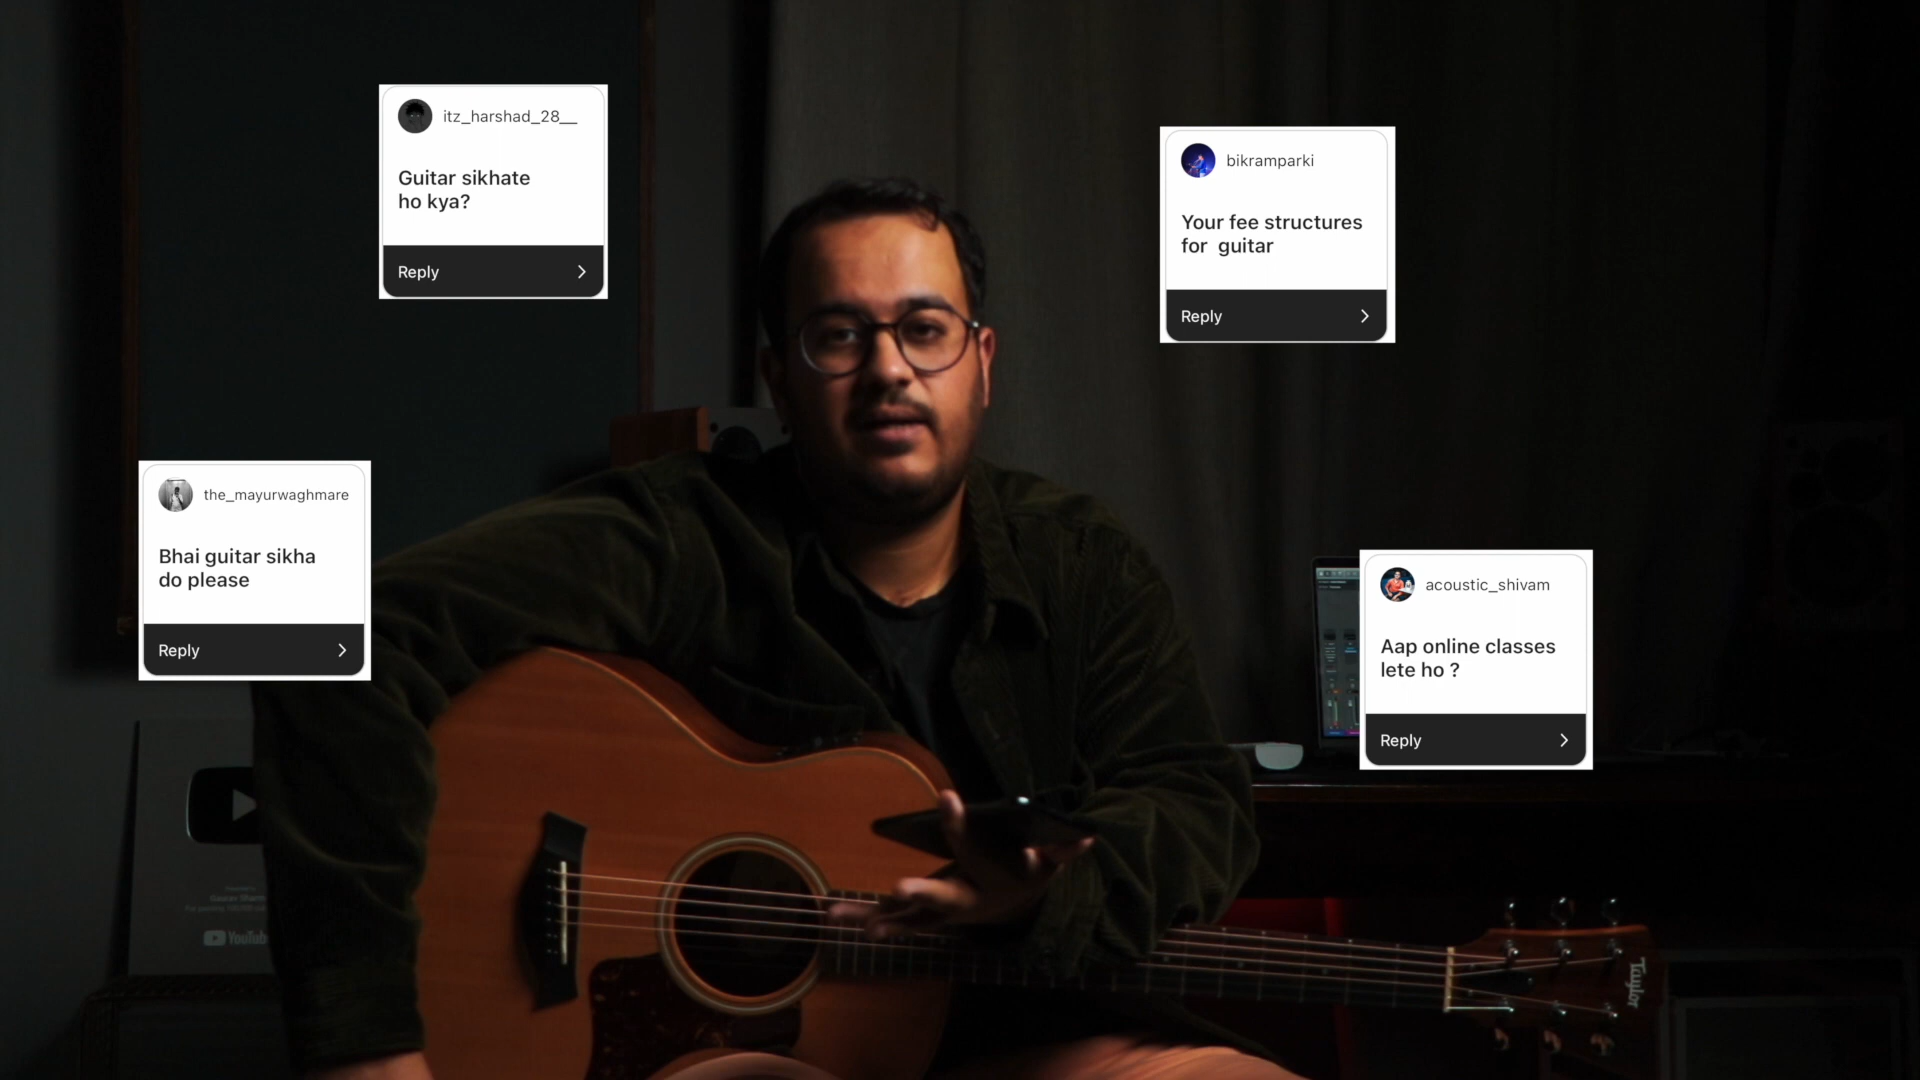 itz_harshad_28__
Guitar sikhate
ho kya?
Reply
bikramparki
Your fee structures
for guitar
Reply
the_mayurwaghmare
Bhai guitar sikha
do please
Reply
acoustic_shivam
Aap online classes
lete ho ?
Reply
YouTube
Taylor